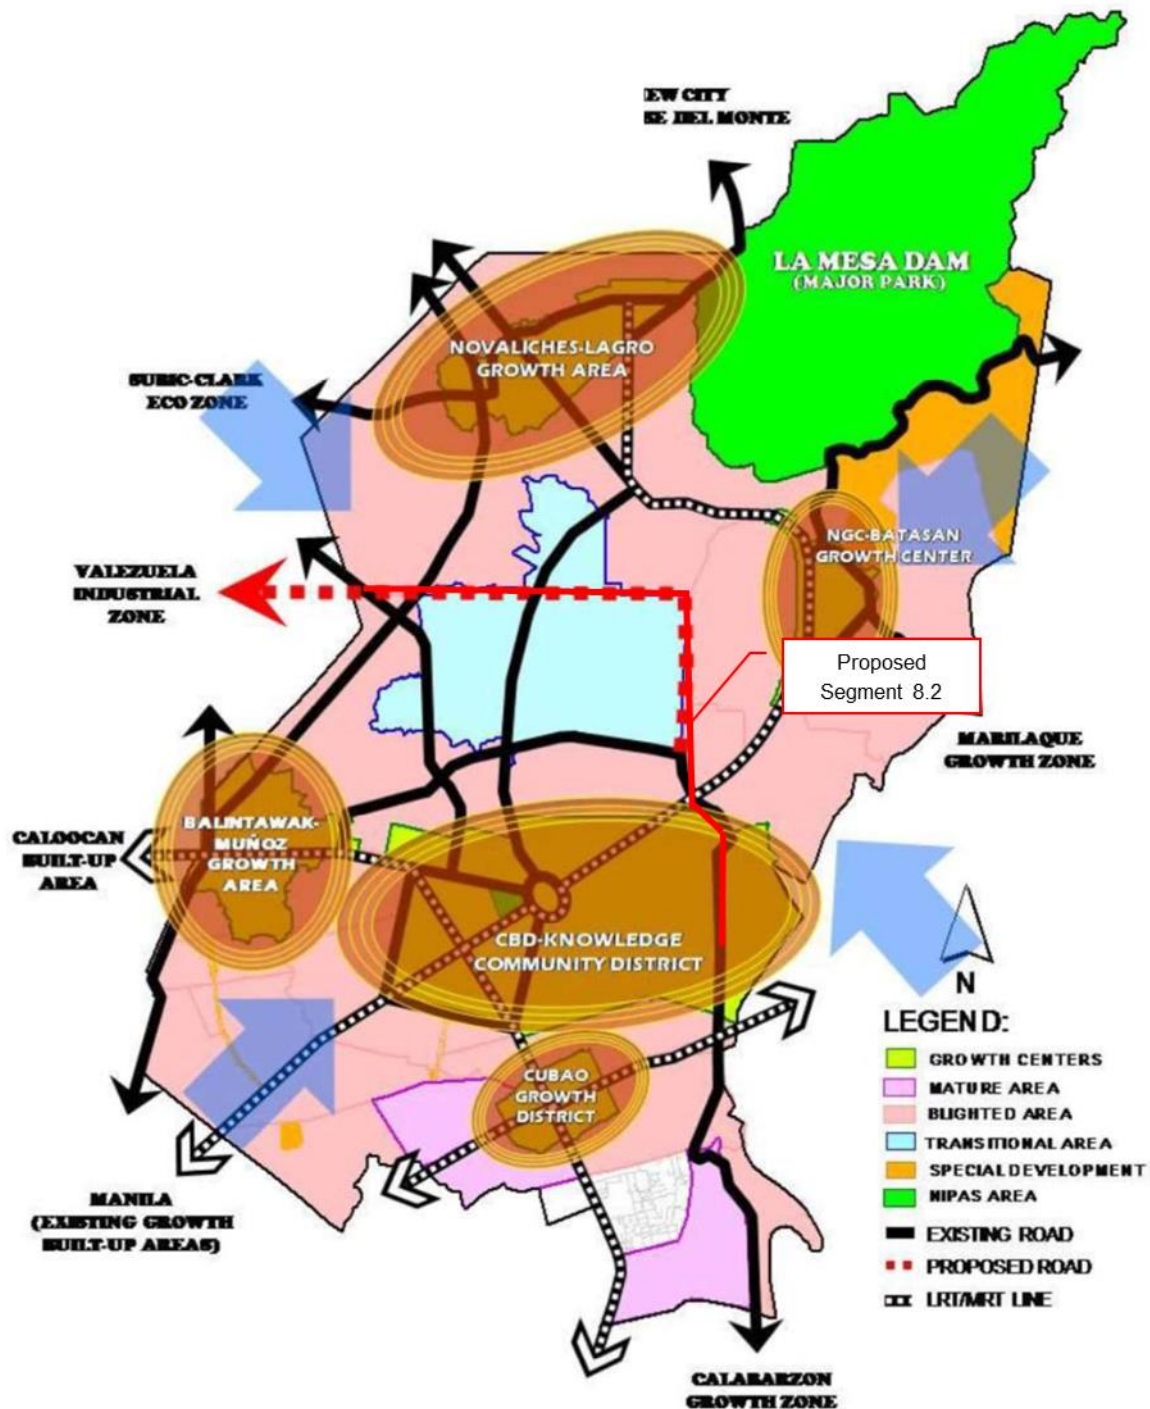 EW CITY
SE DEL MONTE
LA MESA DAM
(MAJOR PARK)
NOVALICHES-LAGRO
GROWTH AREA
SUBIC-CLARK
ECO ZONE
NGC-BATASAN
GROWTH CENTER
VALEZUELA
INDUSTRIAL
ZONE
Proposed
Segment 8.2
MARILAQUE
GROWTH ZONE
BALINTAWAK-
MUÑOZ
GROWTH
AREA
CALOOCAN
BUILT-UP
AREA
CBD-KNOWLEDGE
COMMUNITY DISTRICT
N
LEGEND:
GROWTH CENTERS
MATURE AREA
BLIGHTED AREA
TRANSITIONAL AREA
SPECIAL DEVELOPMENT
NIPAS AREA
EXISTING ROAD
PROPOSED ROAD
LRT/MRT LINE
CUBAO
GROWTH
DISTRICT
MANILA
(EXISTING GROWTH
BUILT-UP AREAS)
CALABARZON
GROWTH ZONE